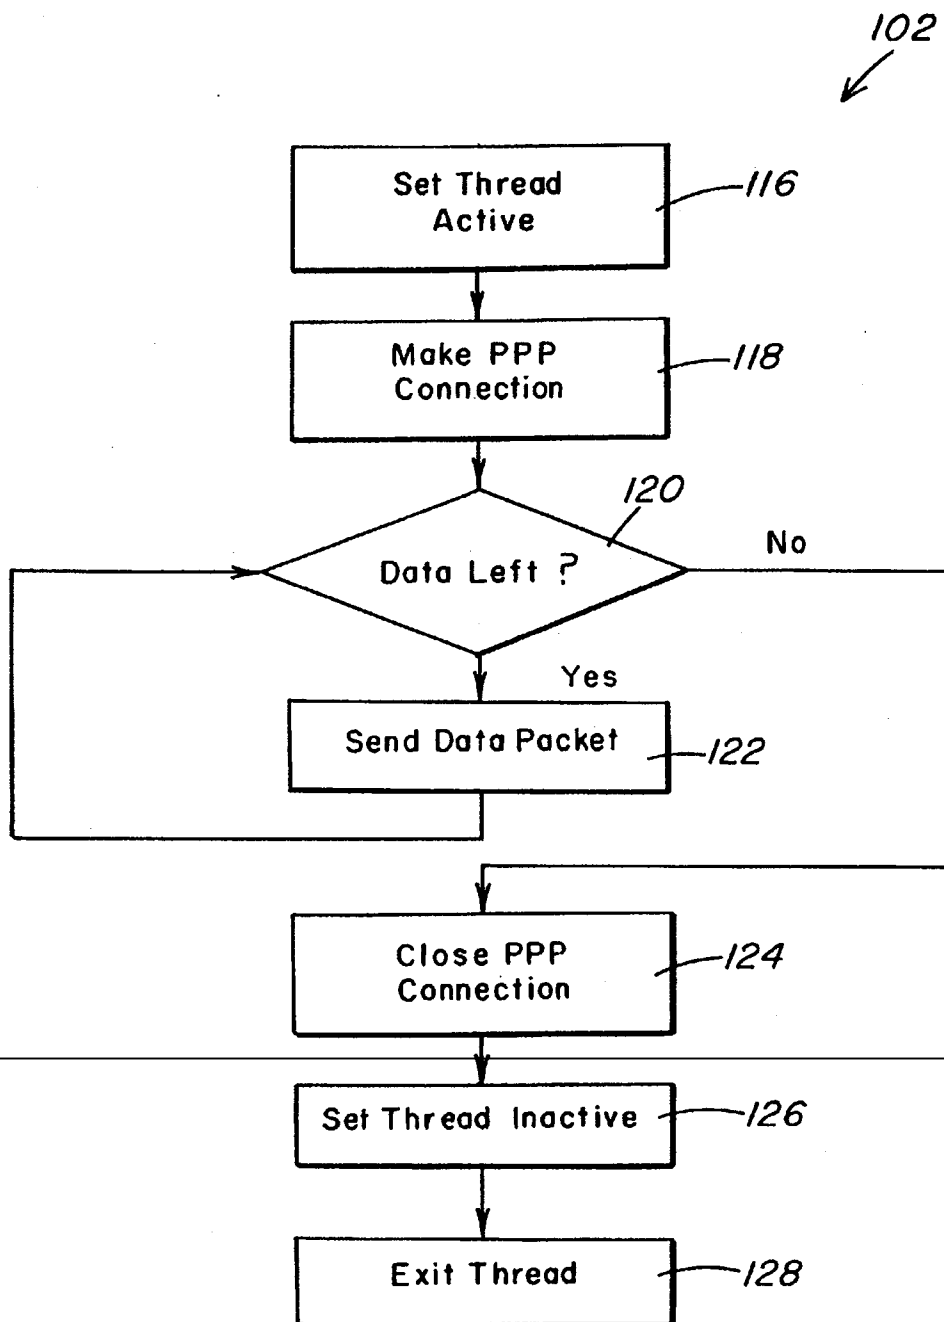 102
Set Thread
Active
116
Make PPP
Connection
118
120
Data Left ?
No
Yes
Send Data Packet
122
Close PPP
Connection
124
Set Thread Inactive
126
Exit Thread
128